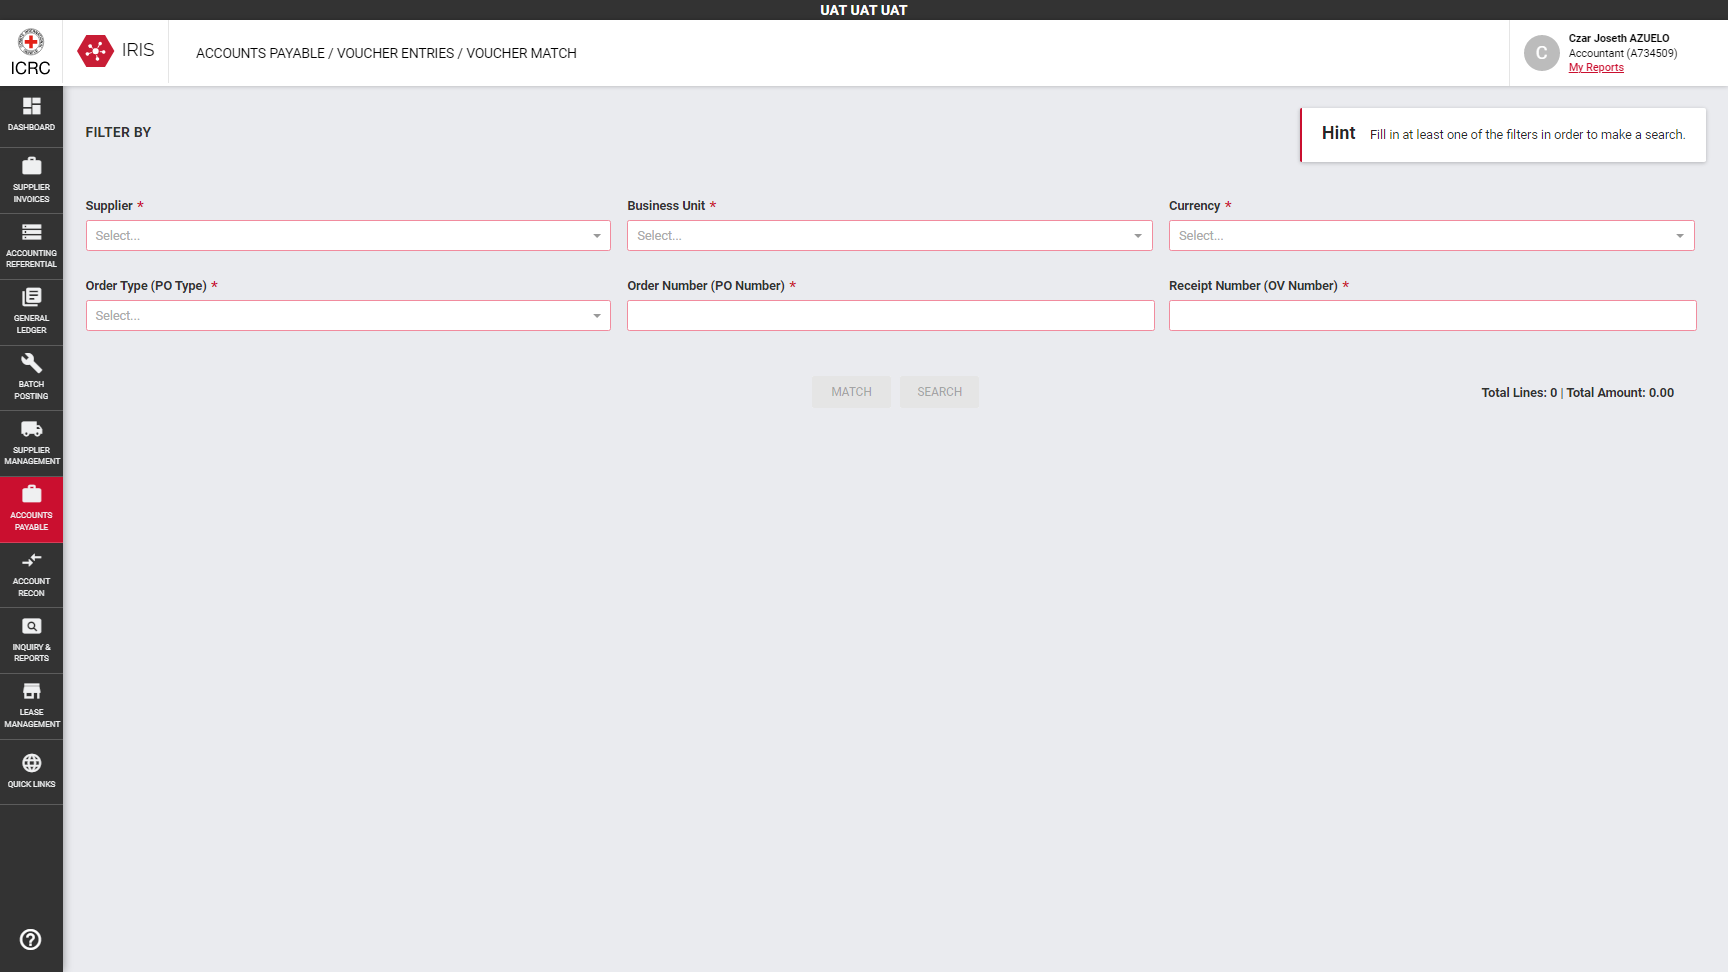 UAT UAT UAT
ICRC
IRIS
ACCOUNTS PAYABLE / VOUCHER ENTRIES / VOUCHER MATCH
C
Czar Joseth AZUELO
Accountant (A734509)
My Reports
DASHBOARD
SUPPLIER
INVOICES
ACCOUNTING
REFERENTIAL
GENERAL
LEDGER
BATCH
POSTING
SUPPLIER
MANAGEMENT
ACCOUNTS
PAYABLE
ACCOUNT
RECON
INQUIRY &
REPORTS
LEASE
MANAGEMENT
QUICK LINKS
FILTER BY
Hint Fill in at least one of the filters in order to make a search.
Supplier *
Select...
Business Unit *
Select...
Currency *
Select...
Order Type (PO Type) *
Select...
Order Number (PO Number) *
Receipt Number (OV Number) *
MATCH
SEARCH
Total Lines: 0 | Total Amount: 0.00